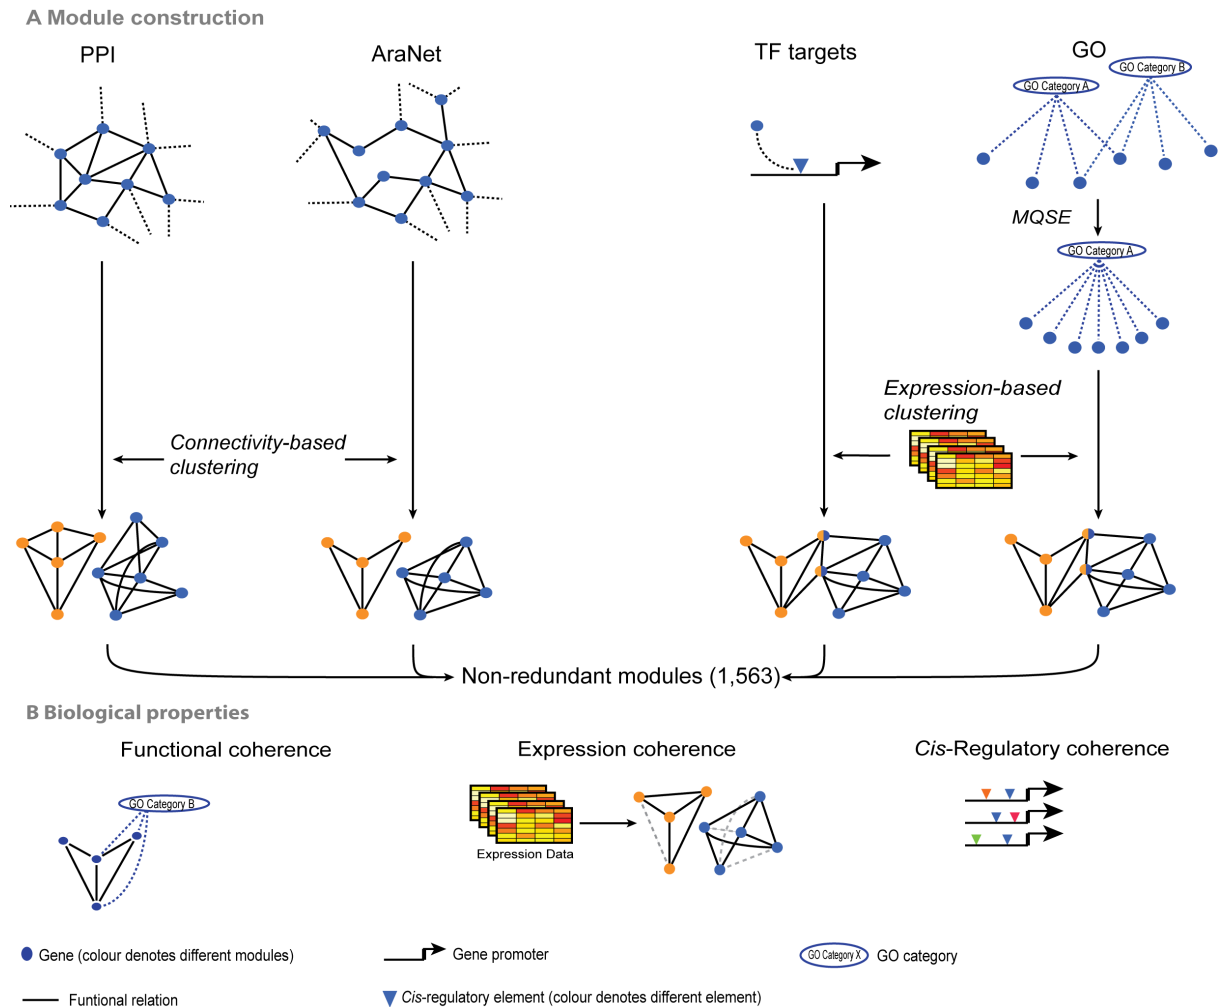 A Module construction
PPI
AraNet
TF targets
GO
GO Category B
GO Category A
MQSE
GO Category A
Expression-based
clustering
Connectivity-based
clustering
Non-redundant modules (1,563)
B Biological properties
Functional coherence
Expression coherence
Cis-Regulatory coherence
GO Category B
Expression Data
Gene (colour denotes different modules)
Gene promoter
GO Category X
GO category
Funtional relation
Cis-regulatory element (colour denotes different element)